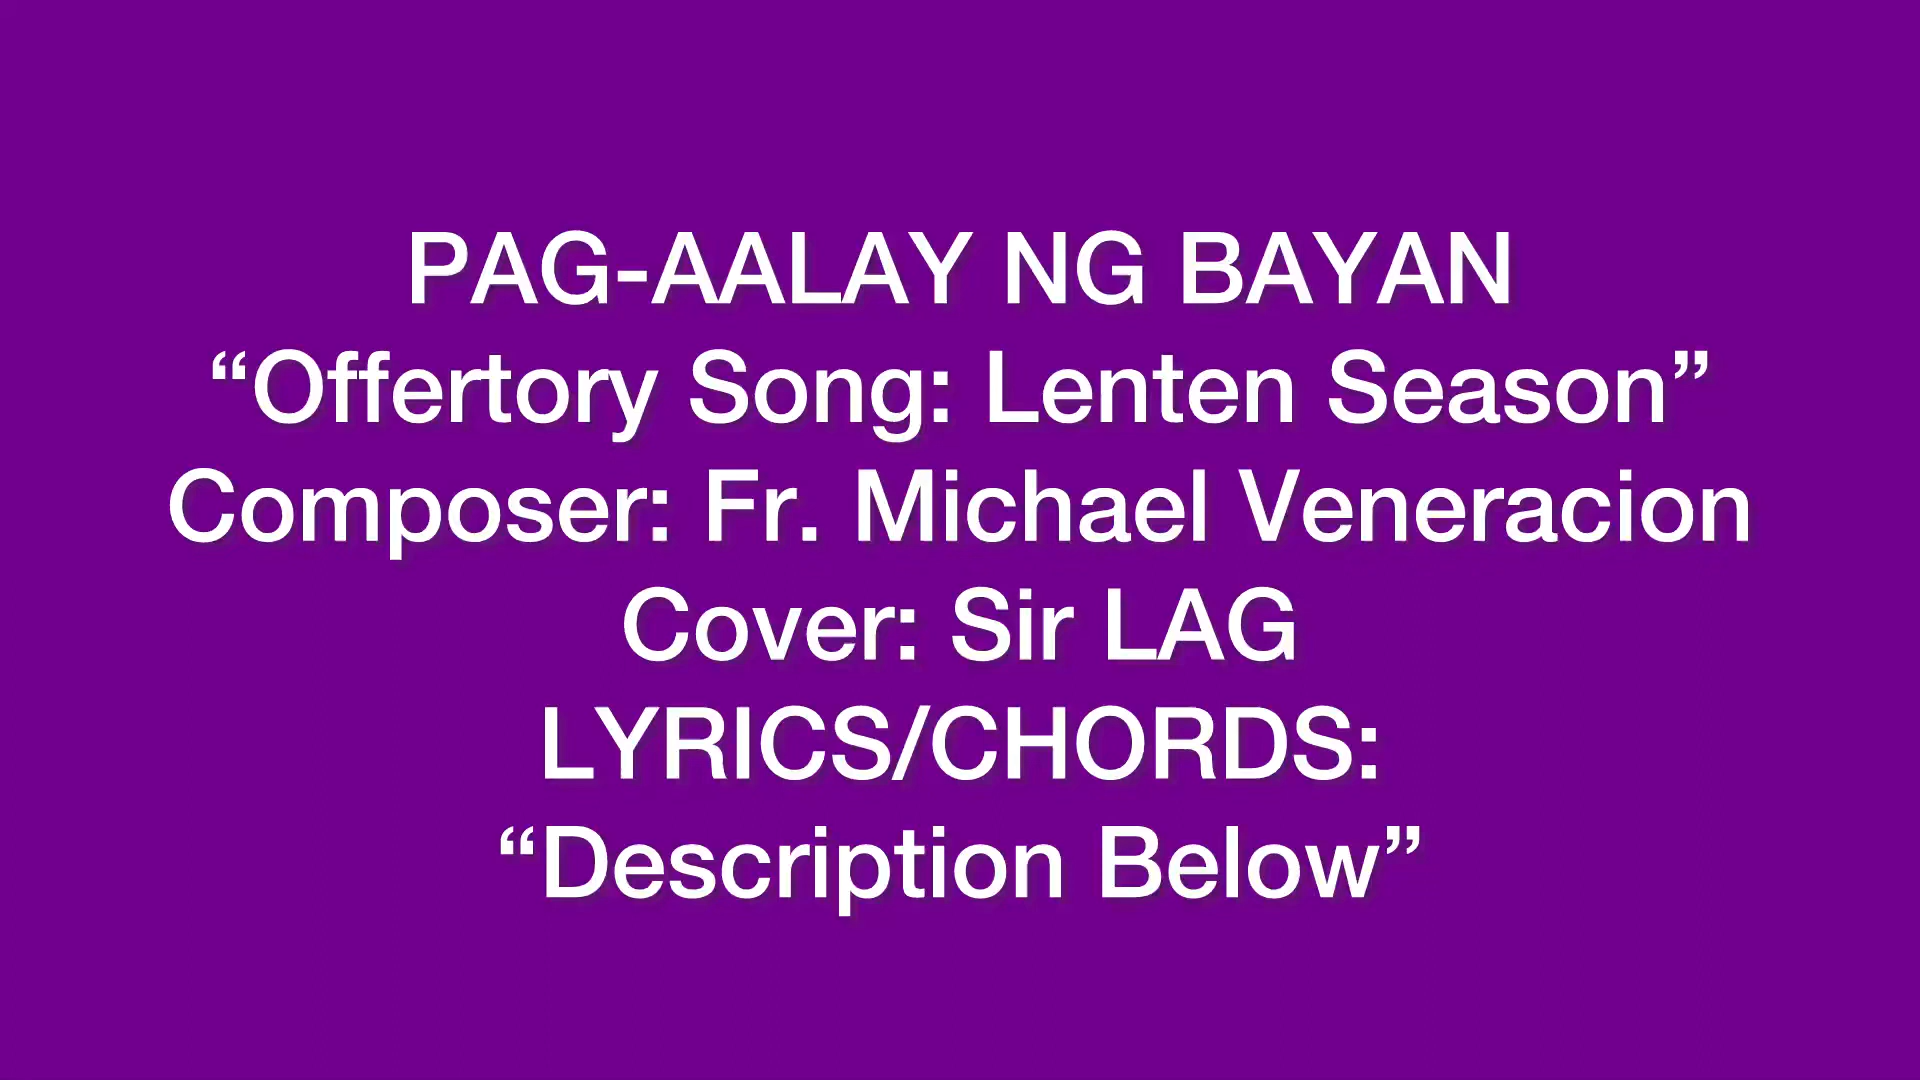 PAG-AALAY NG BAYAN
“Offertory Song: Lenten Season”
Composer: Fr. Michael Veneracion
Cover: Sir LAG
LYRICS/CHORDS:
“Description Below”